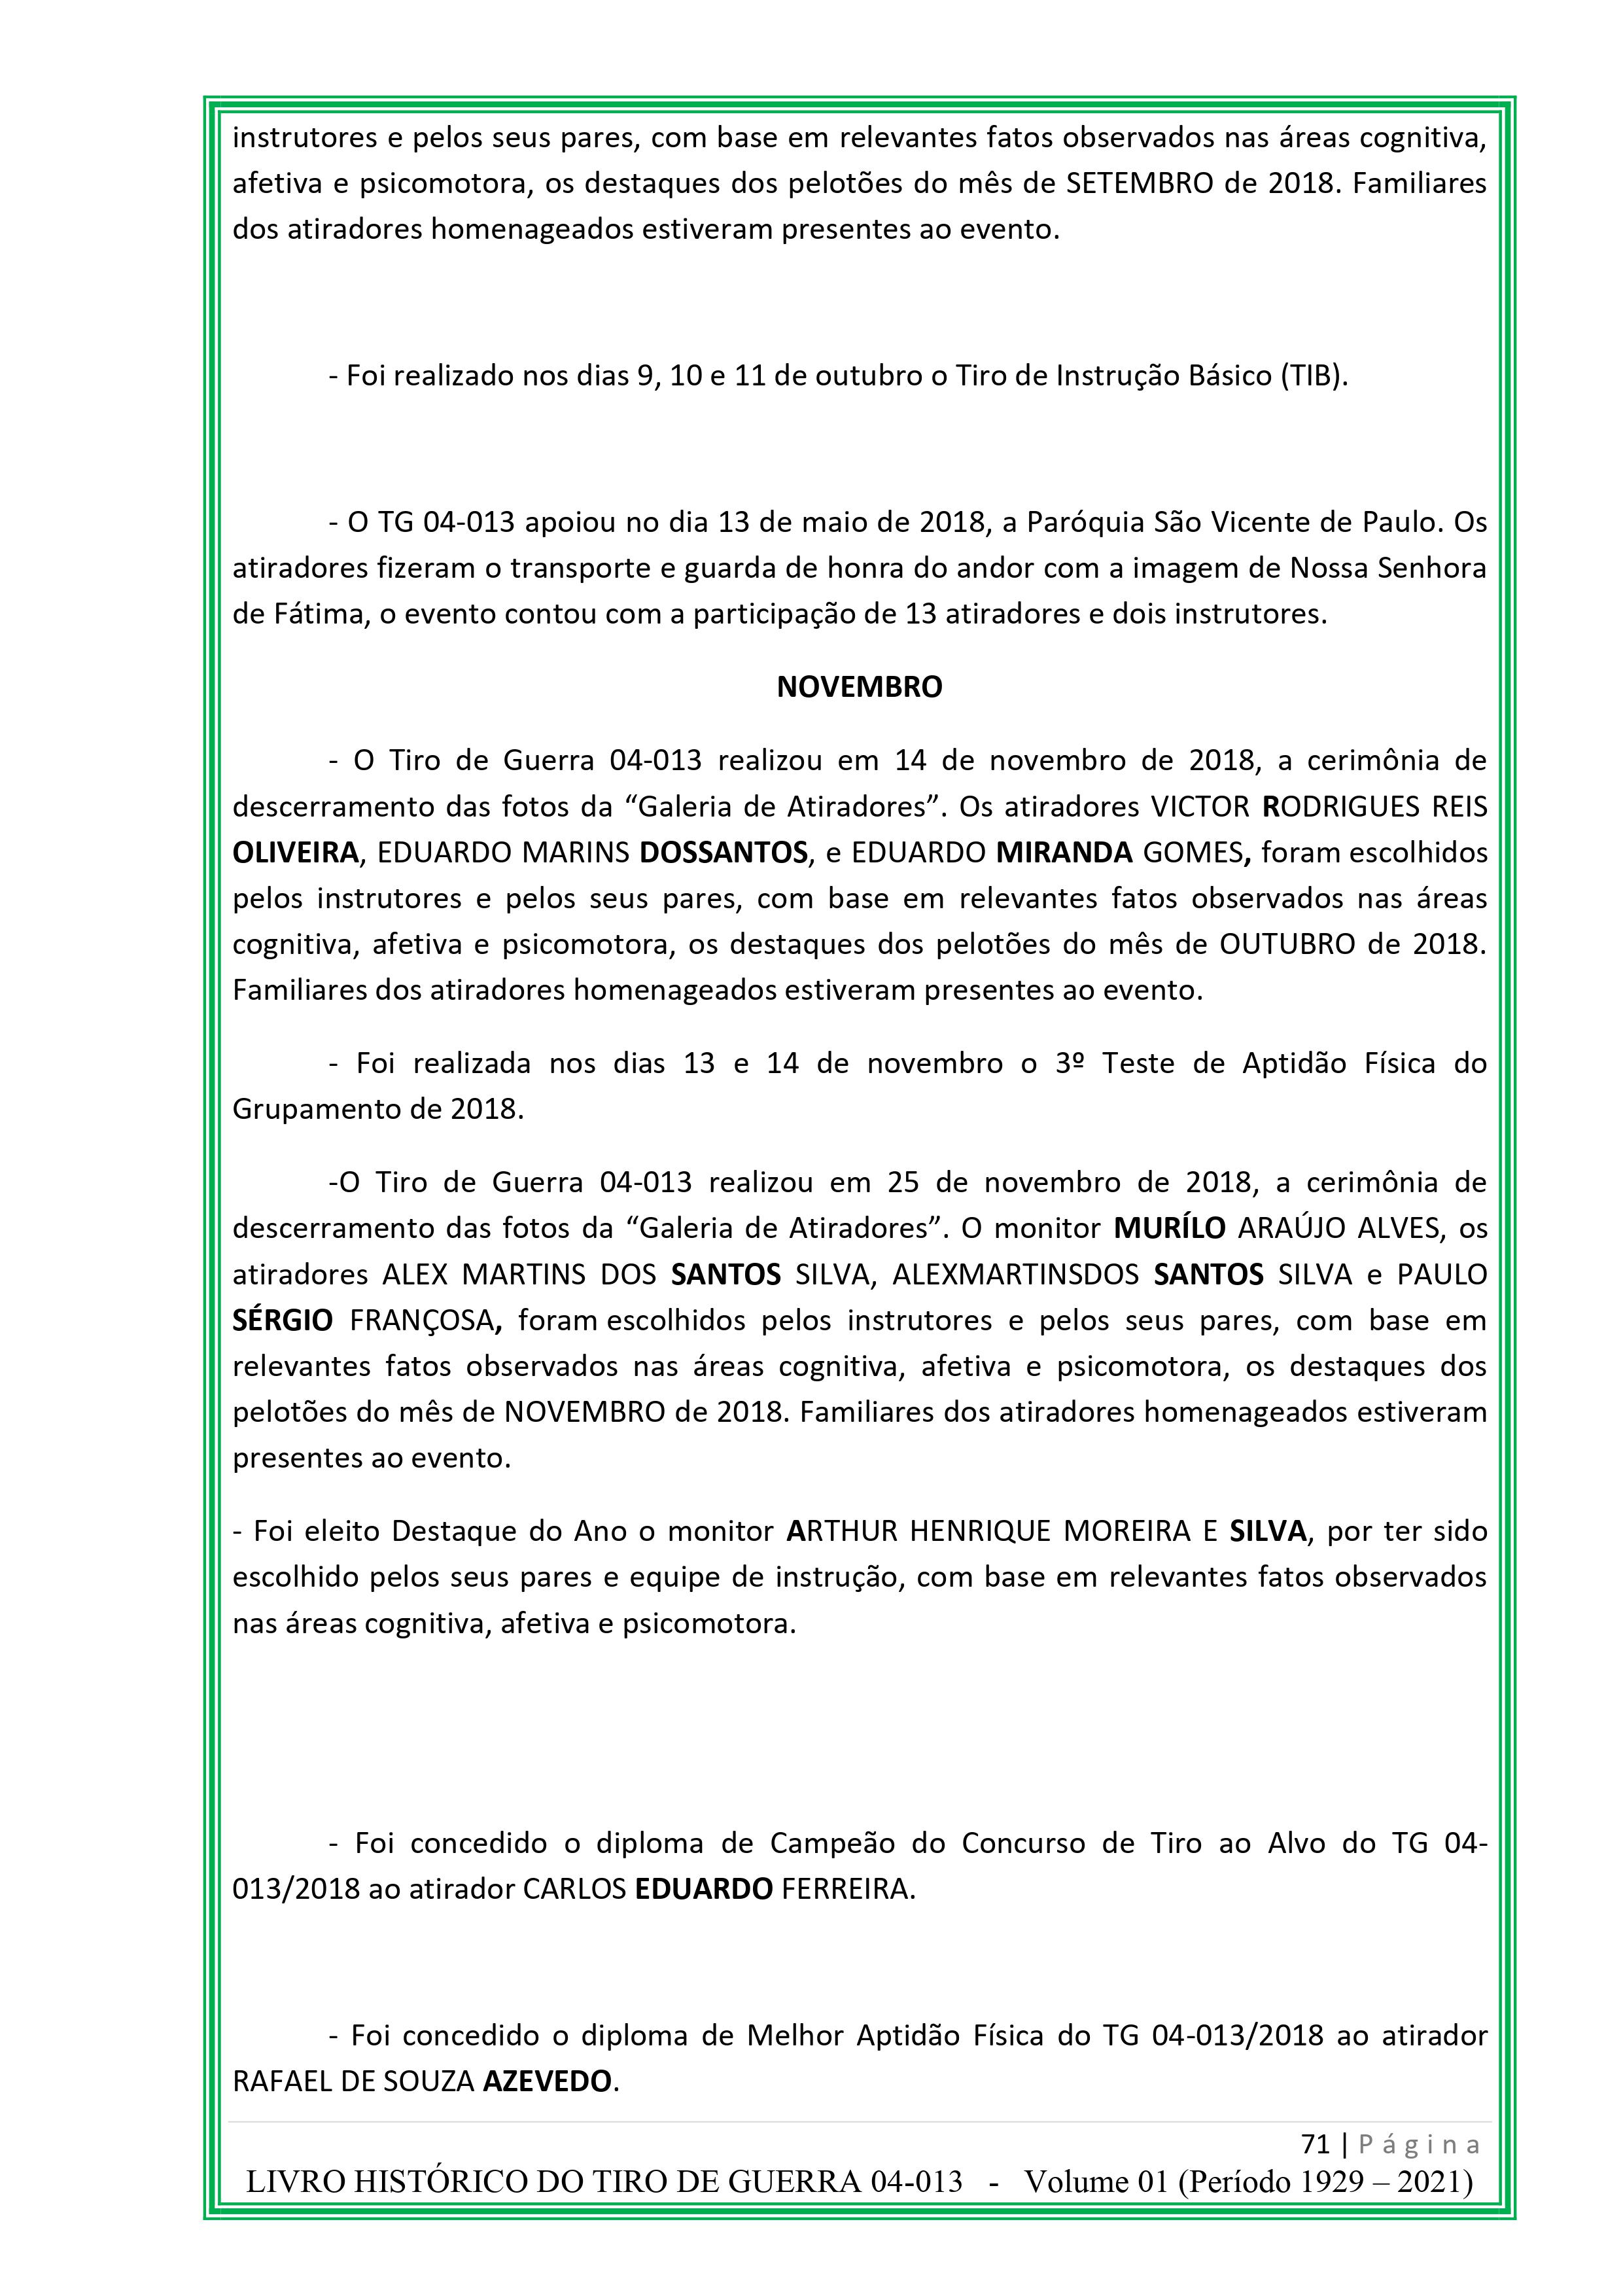 instrutores e pelos seus pares, com base em relevantes fatos observados nas áreas cognitiva,
afetiva e psicomotora, os destaques dos pelotões do mês de SETEMBRO de 2018. Familiares
dos atiradores homenageados estiveram presentes ao evento.
- Foi realizado nos dias 9, 10 e 11 de outubro o Tiro de Instrução Básico (TIB).
- O TG 04-013 apoiou no dia 13 de maio de 2018, a Paróquia São Vicente de Paulo. Os
atiradores fizeram o transporte e guarda de honra do andor com a imagem de Nossa Senhora
de Fátima, o evento contou com a participação de 13 atiradores e dois instrutores.
NOVEMBRO
- O Tiro de Guerra 04-013 realizou em 14 de novembro de 2018, a cerimônia de
descerramento das fotos da “Galeria de Atiradores”. Os atiradores VICTOR RODRIGUES REIS
OLIVEIRA, EDUARDO MARINS DOSSANTOS, e EDUARDO MIRANDA GOMES, foram escolhidos
pelos instrutores e pelos seus pares, com base em relevantes fatos observados nas áreas
cognitiva, afetiva e psicomotora, os destaques dos pelotões do mês de OUTUBRO de 2018.
Familiares dos atiradores homenageados estiveram presentes ao evento.
- Foi realizada nos dias 13 e 14 de novembro o 3º Teste de Aptidão Física do
Grupamento de 2018.
-O Tiro de Guerra 04-013 realizou em 25 de novembro de 2018, a cerimônia de
descerramento das fotos da “Galeria de Atiradores”. O monitor MURÍLO ARAÚJO ALVES, os
atiradores ALEX MARTINS DOS SANTOS SILVA, ALEXMARTINSDOS SANTOS SILVA e PAULO
SÉRGIO FRANÇOSA, foram escolhidos pelos instrutores e pelos seus pares, com base em
relevantes fatos observados nas áreas cognitiva, afetiva e psicomotora, os destaques dos
pelotões do mês de NOVEMBRO de 2018. Familiares dos atiradores homenageados estiveram
presentes ao evento.
- Foi eleito Destaque do Ano o monitor ARTHUR HENRIQUE MOREIRA E SILVA, por ter sido
escolhido pelos seus pares e equipe de instrução, com base em relevantes fatos observados
nas áreas cognitiva, afetiva e psicomotora.
- Foi concedido o diploma de Campeão do Concurso de Tiro ao Alvo do TG 04-
013/2018 ao atirador CARLOS EDUARDO FERREIRA.
- Foi concedido o diploma de Melhor Aptidão Física do TG 04-013/2018 ao atirador
RAFAEL DE SOUZA AZEVEDO.
71 | Página
LIVRO HISTÓRICO DO TIRO DE GUERRA 04-013 - Volume 01 (Período 1929 – 2021)